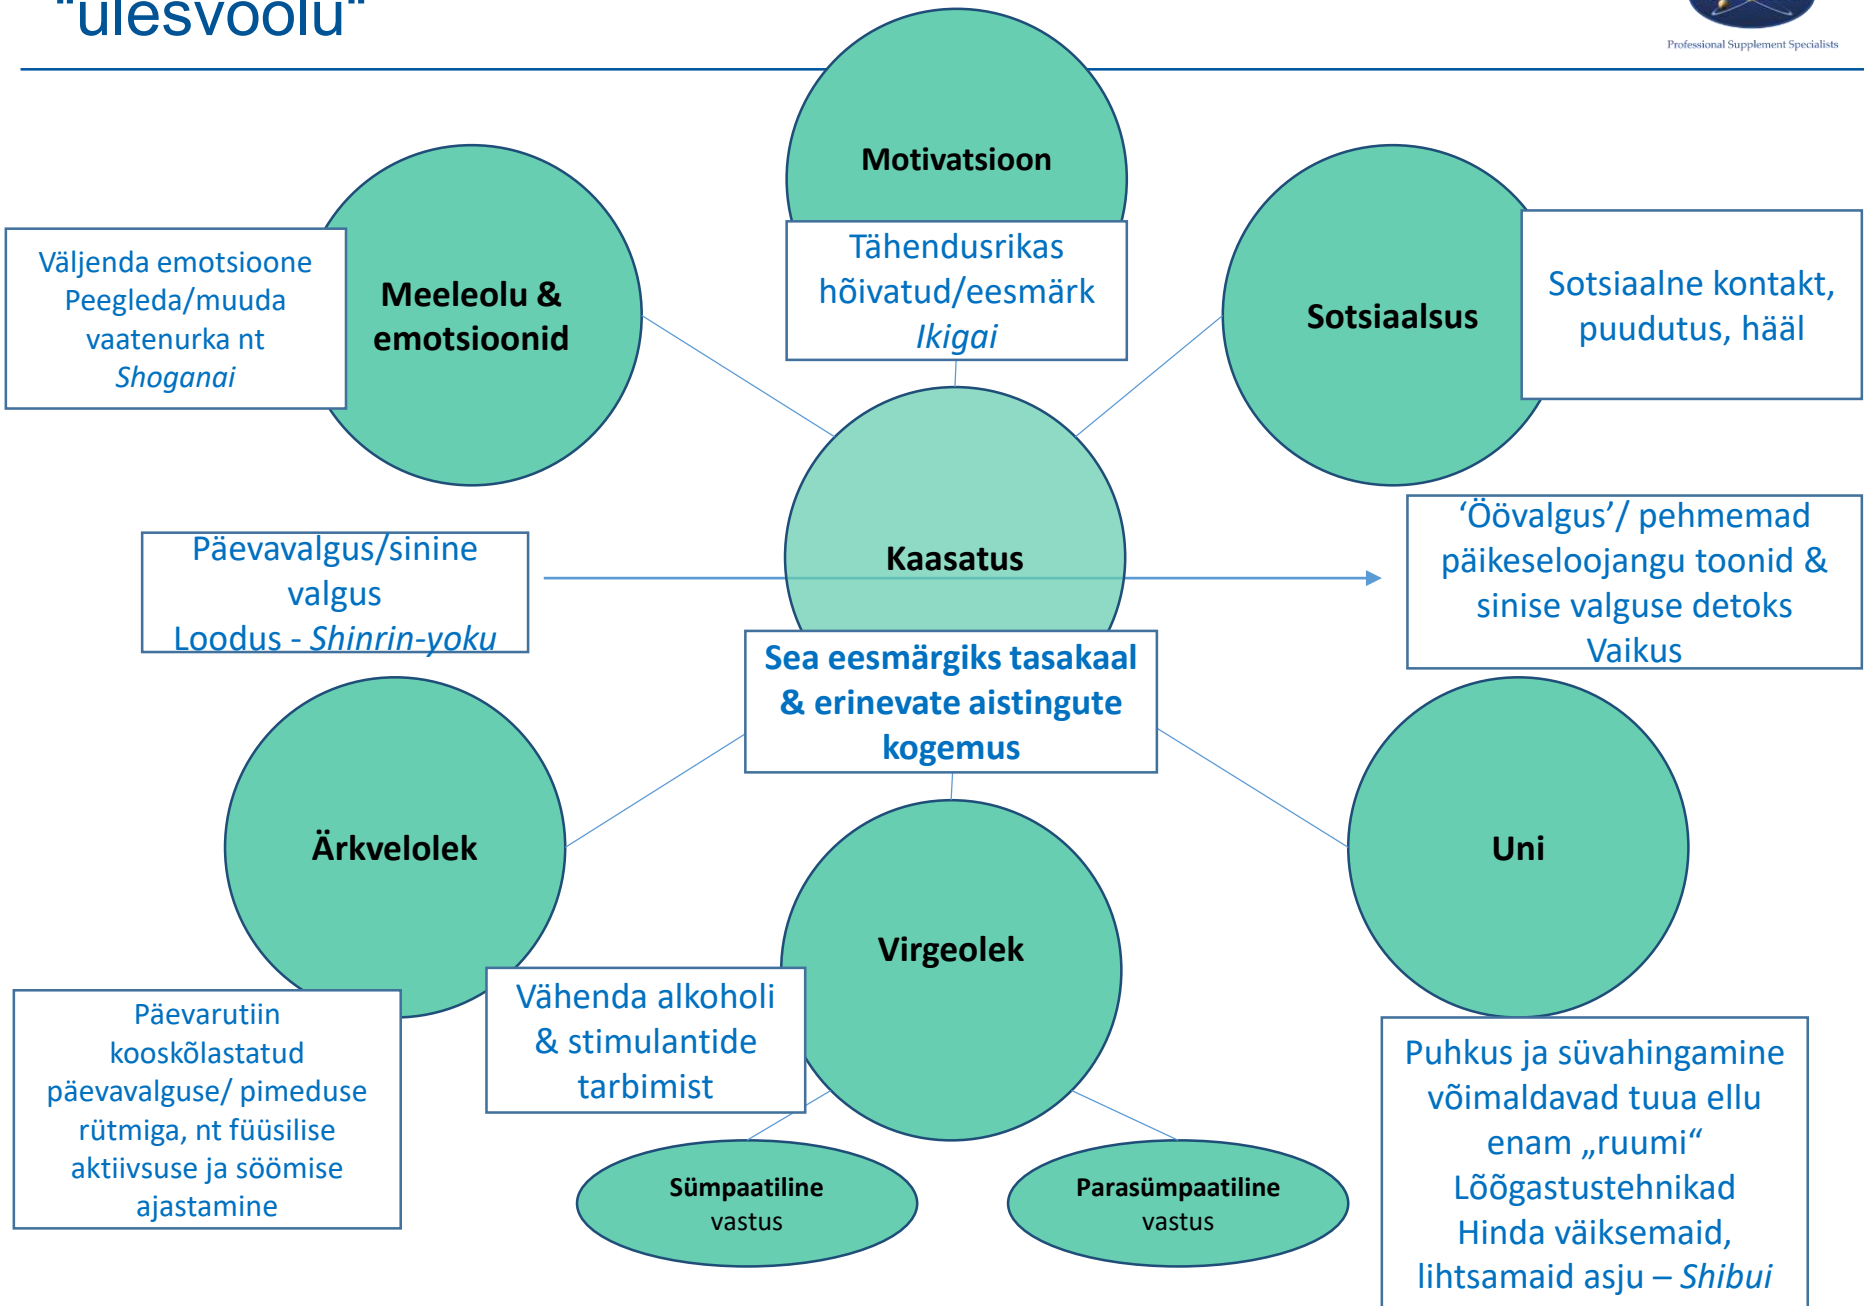 "ülesvoolu"
Professional Supplement Specialists
Motivatsioon
Tähendusrikas
hõivatud/eesmärk
Ikigai
Meeleolu &
emotsioonid
Väljenda emotsioone
Peegleda/muuda
vaatenurka nt
Shoganai
Sotsiaalsus
Sotsiaalne kontakt,
puudutus, hääl
Kaasatus
Päevavalgus/sinine
valgus
Loodus - Shinrin-yoku
‘Öövalgus’/ pehmemad
päikeseloojangu toonid &
sinise valguse detoks
Vaikus
Sea eesmärgiks tasakaal
& erinevate aistingute
kogemus
Ärkvelolek
Päevarutiin
kooskõlastatud
päevavalguse/ pimeduse
rütmiga, nt füüsilise
aktiivsuse ja söömise
ajastamine
Virgeolek
Vähenda alkoholi
& stimulantide
tarbimist
Sümpaatiline
vastus
Parasümpaatiline
vastus
Uni
Puhkus ja süvahingamine
võimaldavad tuua ellu
enam „ruumi“
Lõõgastustehnikad
Hinda väiksemaid,
lihtsamaid asju – Shibui